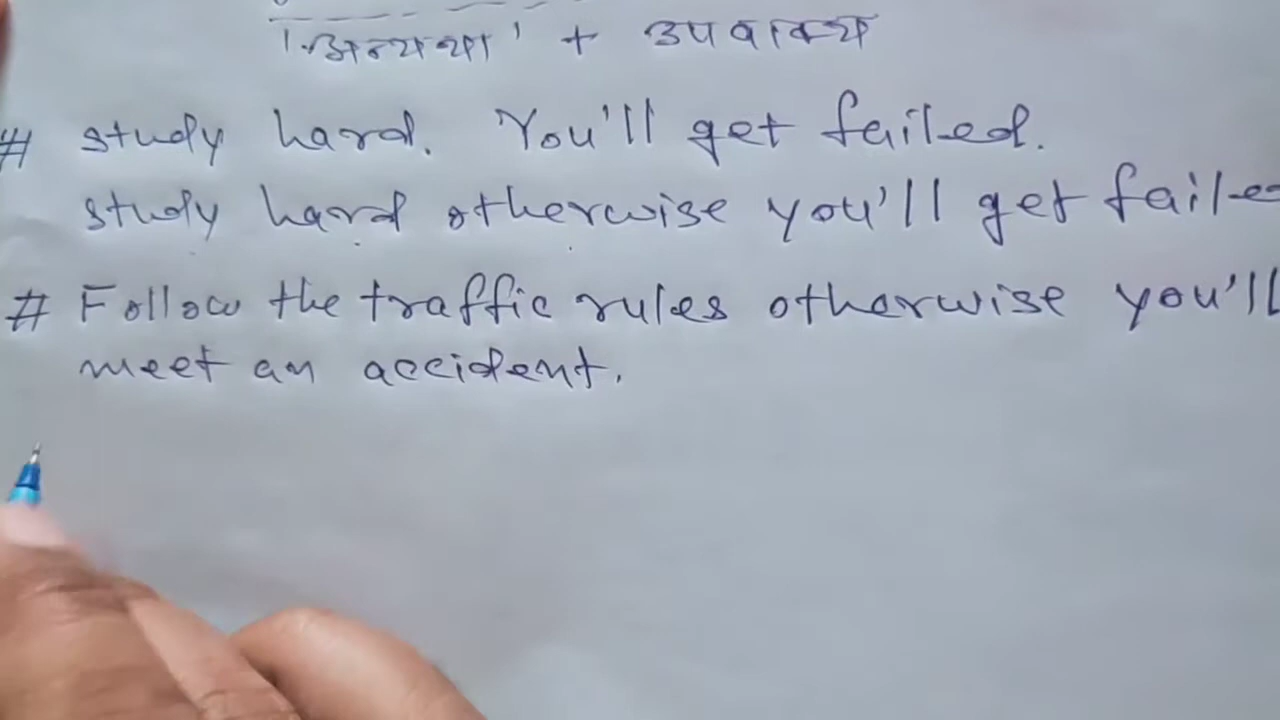 'अन्यथा' + उपवाक्य
# study hard. You'll get failed.
study hard otherwise you'll get faile
# Follow the traffic rules otherwise you'll
meet an accident.